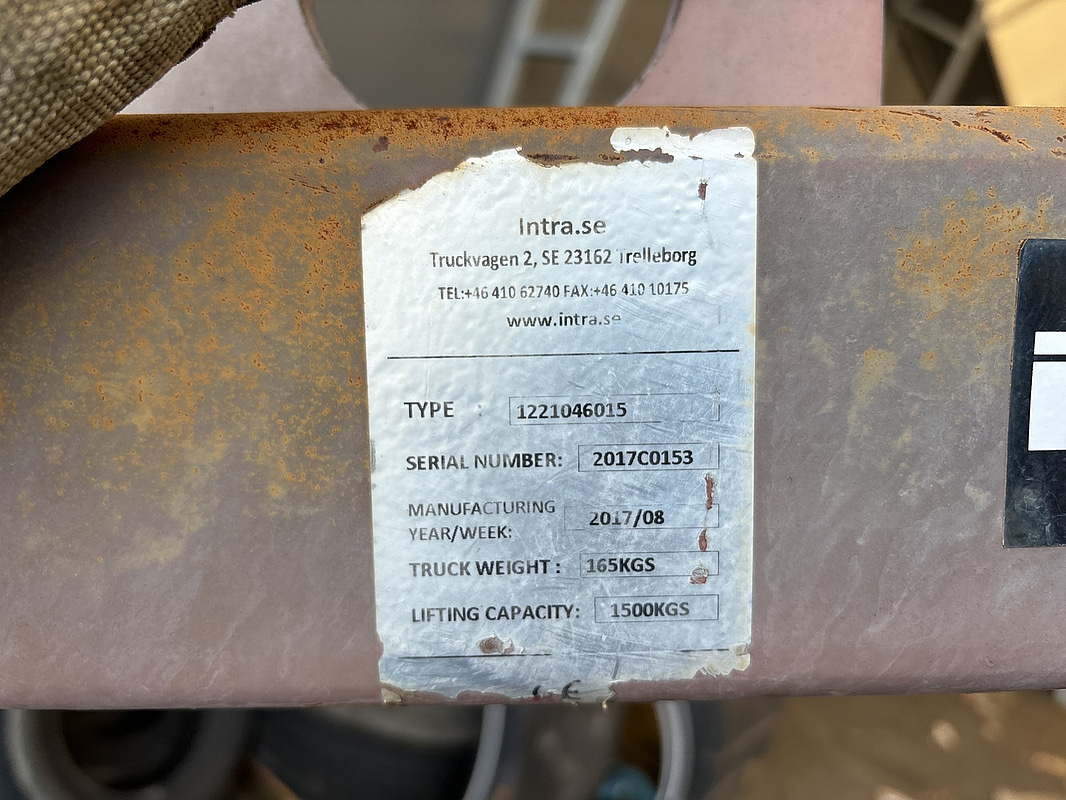 Intra.se
Truckvagen 2, SE 23162 Trelleborg
TEL:+46 410 62740 FAX:+46 410 10175
www.intra.se
TYPE : 1221046015
SERIAL NUMBER: 2017C0153
MANUFACTURING
YEAR/WEEK: 2017/08
TRUCK WEIGHT : 165KGS
LIFTING CAPACITY: 1500KGS
CE